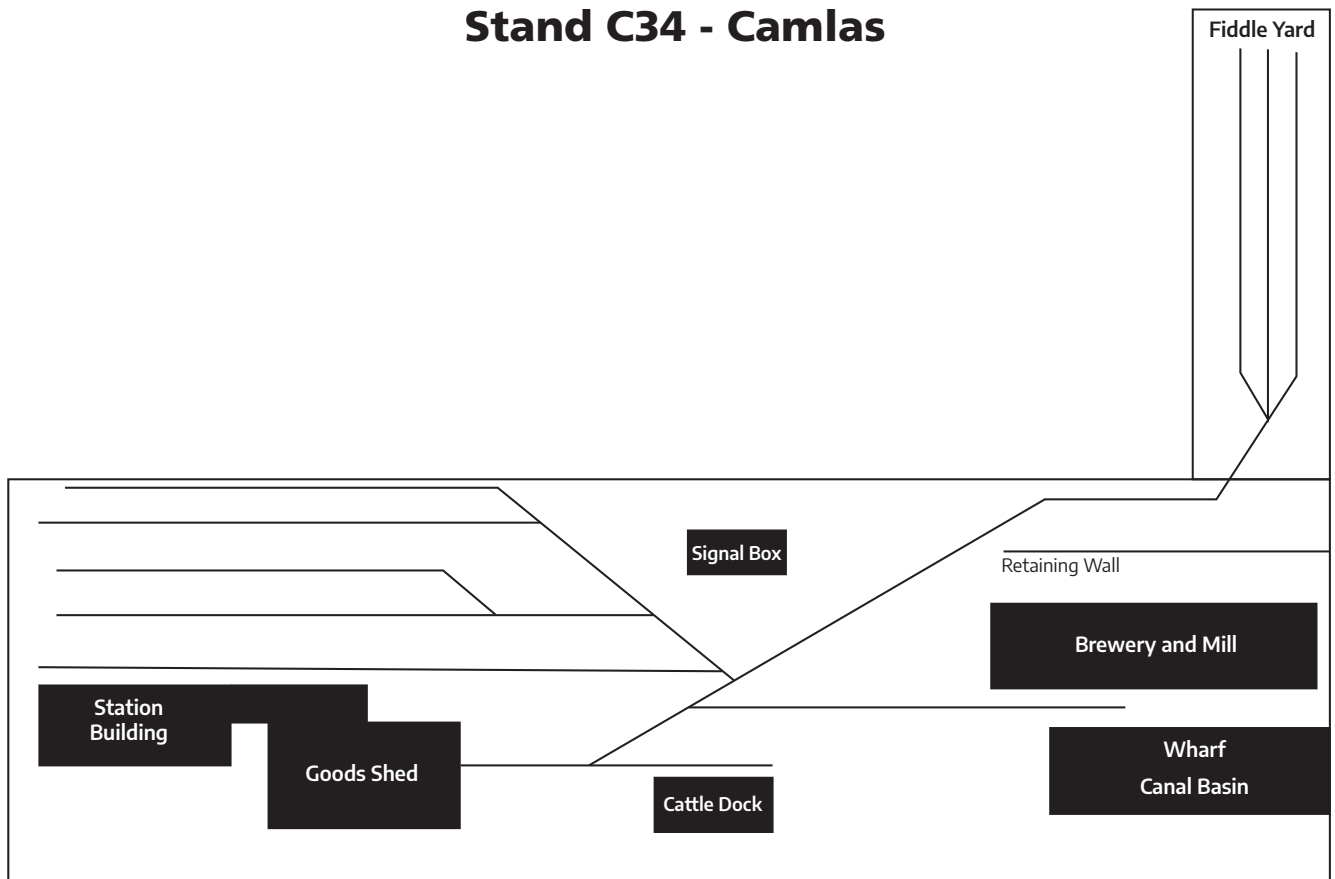 Stand C34 - Camlas
Fiddle Yard
Signal Box
Retaining Wall
Brewery and Mill
Station
Building
Goods Shed
Cattle Dock
Wharf
Canal Basin